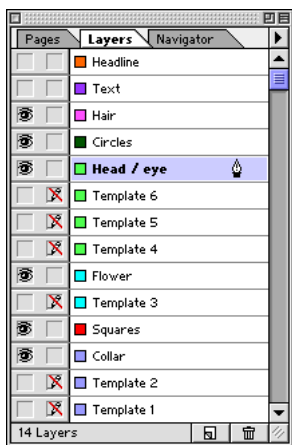 Pages Layers Navigator
Headline
Text
Hair
Circles
Head / eye
Template 6
Template 5
Template 4
Flower
Template 3
Squares
Collar
Template 2
Template 1
14 Layers